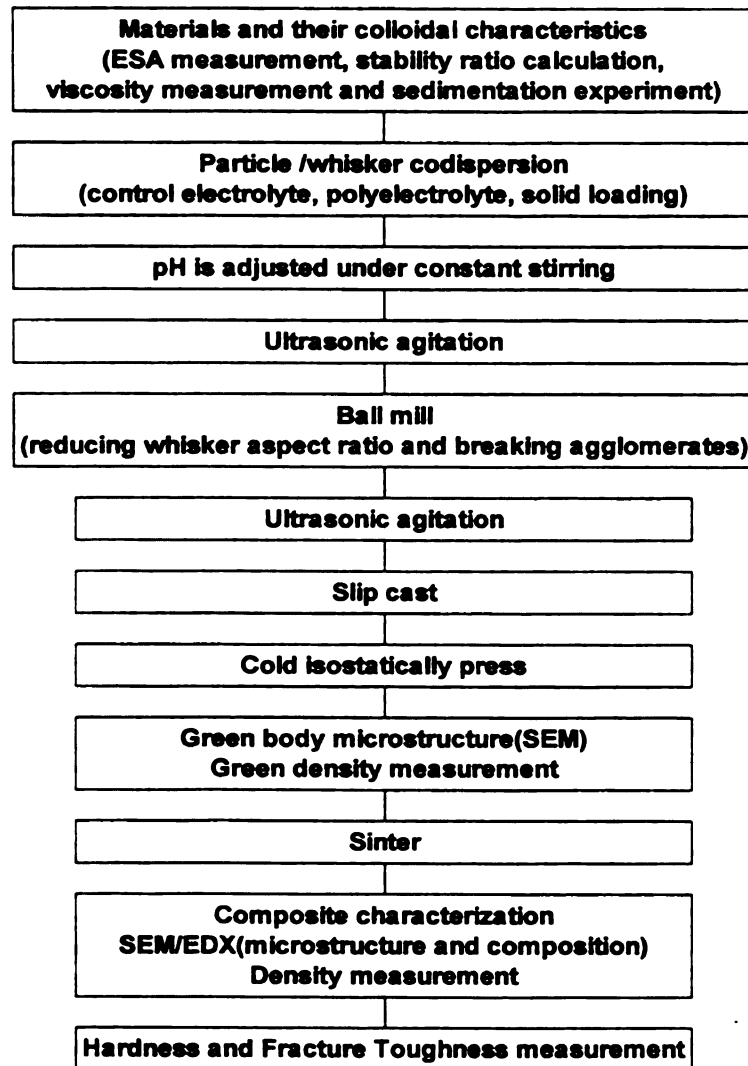 Materials and their colloidal characteristics
(ESA measurement, stability ratio calculation,
viscosity measurement and sedimentation experiment)
Particle /whisker codispersion
(control electrolyte, polyelectrolyte, solid loading)
pH is adjusted under constant stirring
Ultrasonic agitation
Ball mill
(reducing whisker aspect ratio and breaking agglomerates)
Ultrasonic agitation
Slip cast
Cold isostatically press
Green body microstructure(SEM)
Green density measurement
Sinter
Composite characterization
SEM/EDX(microstructure and composition)
Density measurement
Hardness and Fracture Toughness measurement